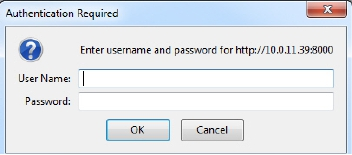 Authentication Required
Enter username and password for http://10.0.11.39:8000
User Name:
Password:
OK
Cancel